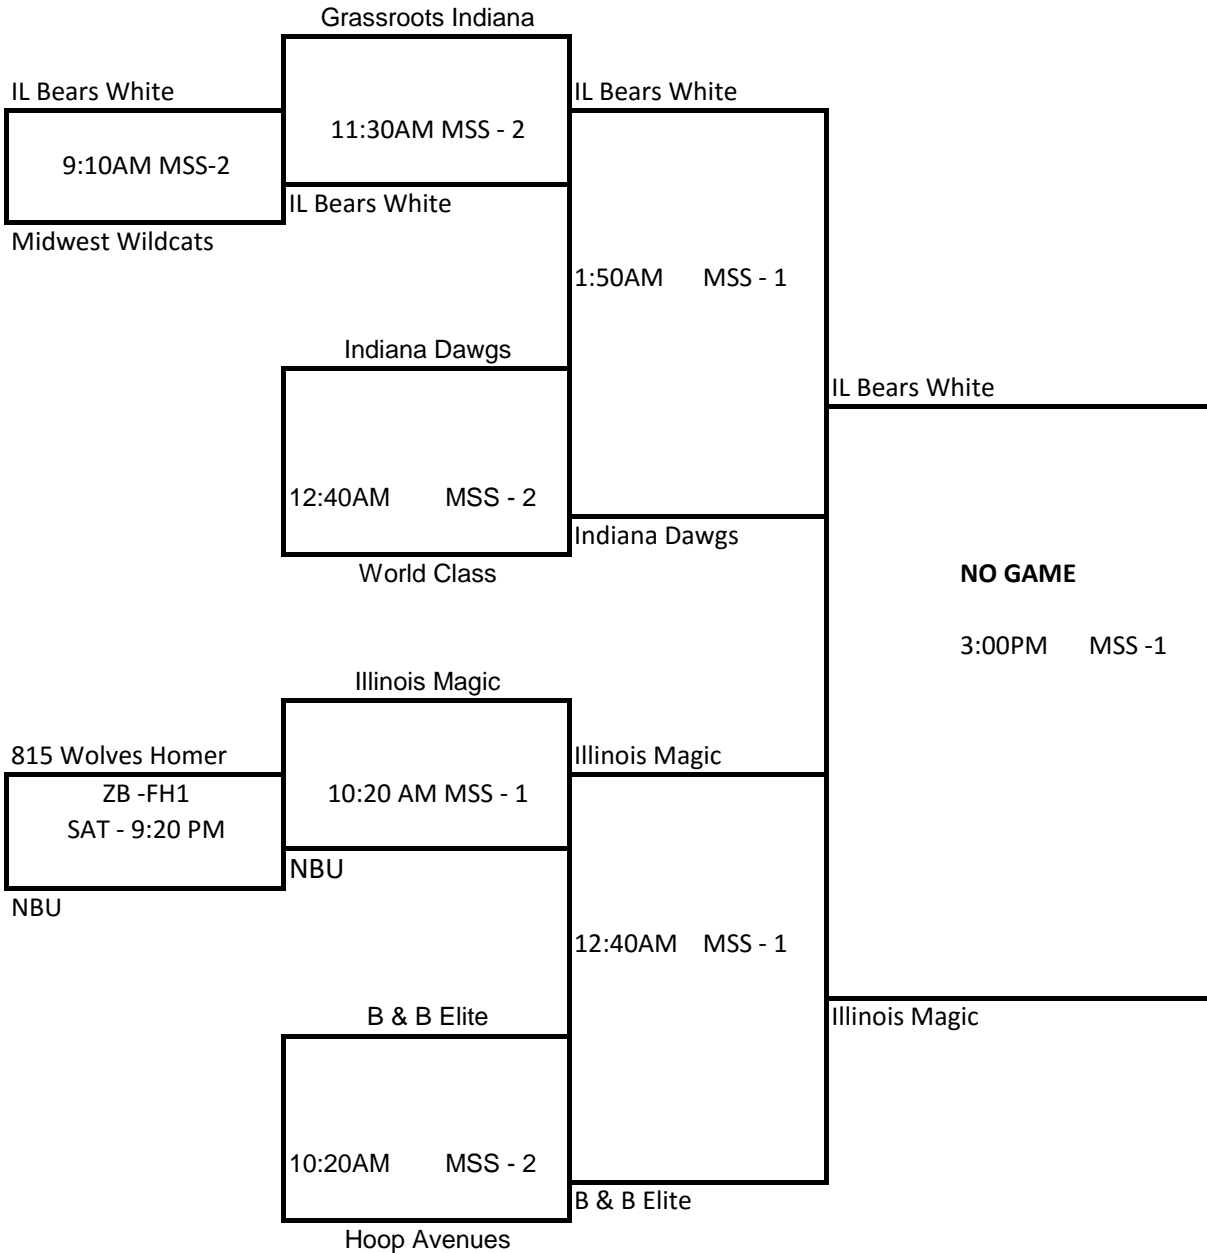 Grassroots Indiana
IL Bears White
IL Bears White
11:30AM MSS - 2
9:10AM MSS-2
IL Bears White
Midwest Wildcats
1:50AM MSS - 1
Indiana Dawgs
IL Bears White
12:40AM MSS - 2
Indiana Dawgs
World Class
NO GAME
3:00PM MSS -1
Illinois Magic
815 Wolves Homer
Illinois Magic
ZB -FH1
10:20 AM MSS - 1
SAT - 9:20 PM
NBU
NBU
12:40AM MSS - 1
B & B Elite
Illinois Magic
10:20AM MSS - 2
B & B Elite
Hoop Avenues